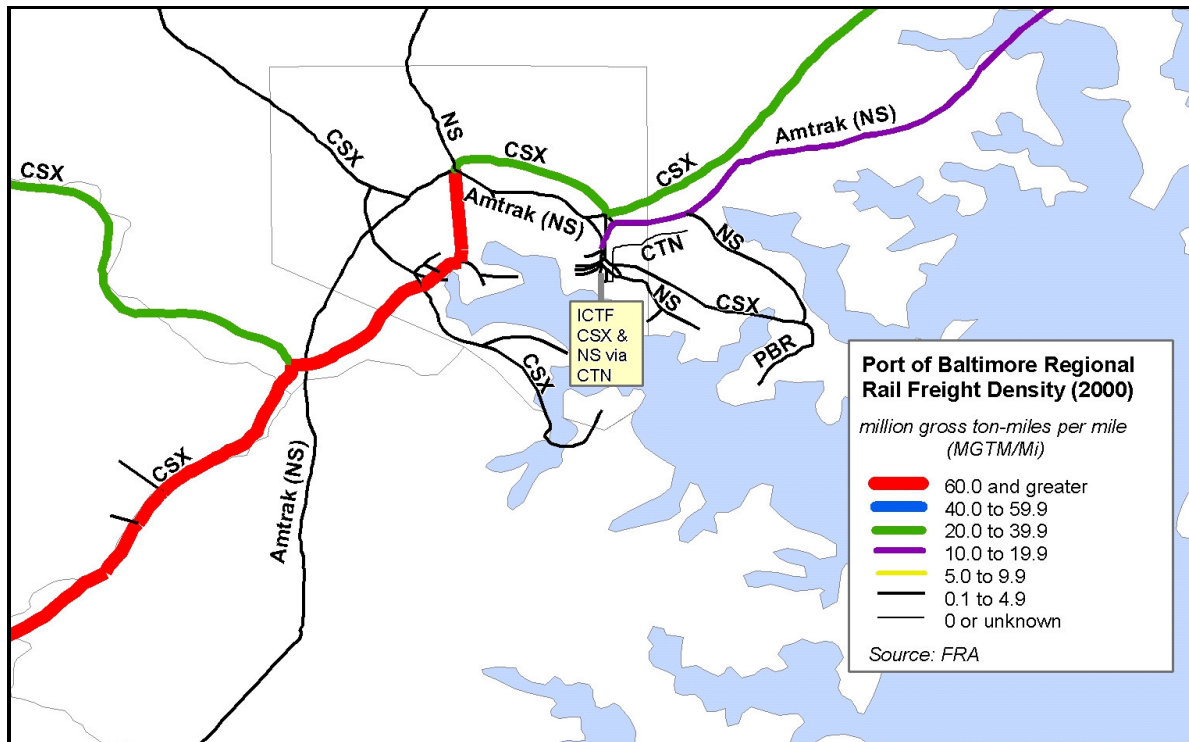 NS
CSX
CSX
CSX
CSX
Amtrak (NS)
Amtrak (NS)
NS
CTN
NS
CSX
PBR
ICTF
CSX &
NS via
CTN
CSX
CSX
Amtrak (NS)
Port of Baltimore Regional
Rail Freight Density (2000)
million gross ton-miles per mile
(MGTM/Mi)
60.0 and greater
40.0 to 59.9
20.0 to 39.9
10.0 to 19.9
5.0 to 9.9
0.1 to 4.9
0 or unknown
Source: FRA